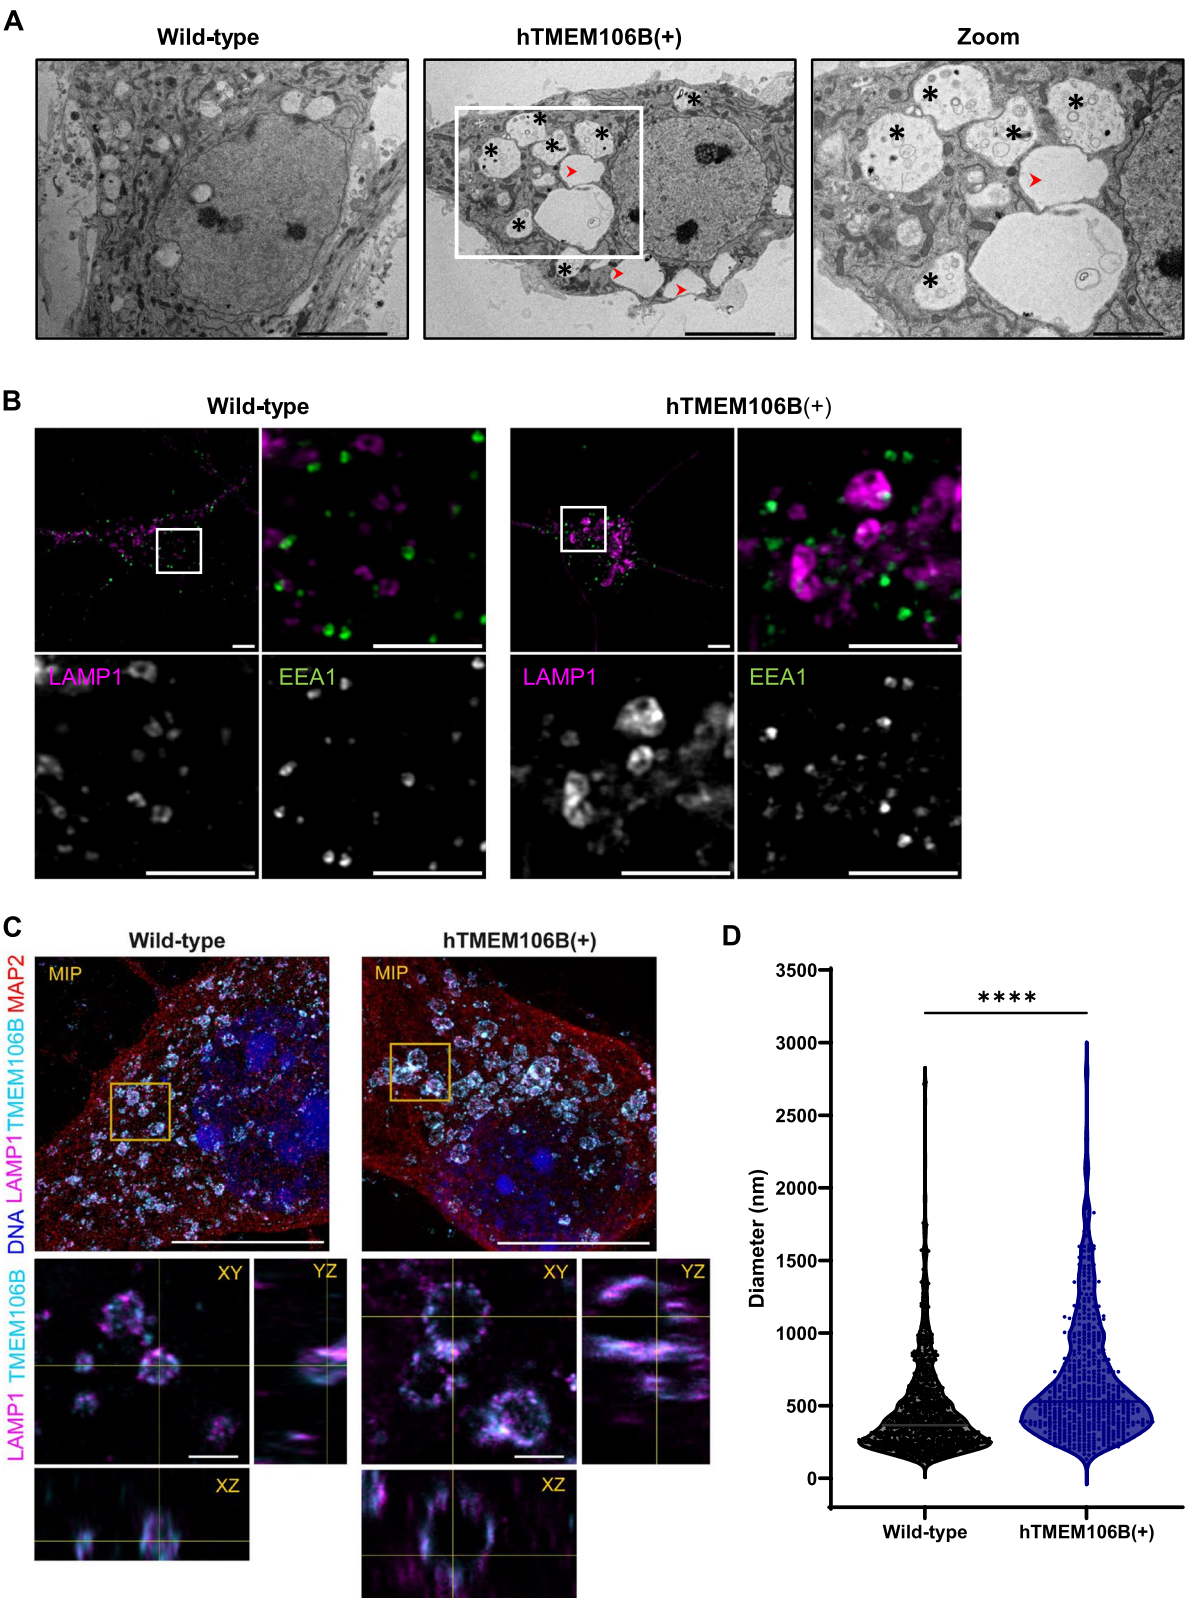 A
Wild-type
hTMEM106B(+)
Zoom
* * * * * * *
* * * * *
B
Wild-type
hTMEM106B(+)
LAMP1
EEA1
LAMP1
EEA1
C
Wild-type
hTMEM106B(+)
DNA LAMP1 TMEM106B MAP2
MIP
MIP
LAMP1 TMEM106B
XY
YZ
XY
YZ
XZ
XZ
D
****
Diameter (nm)
3500
3000
2500
2000
1500
1000
500
0
Wild-type
hTMEM106B(+)